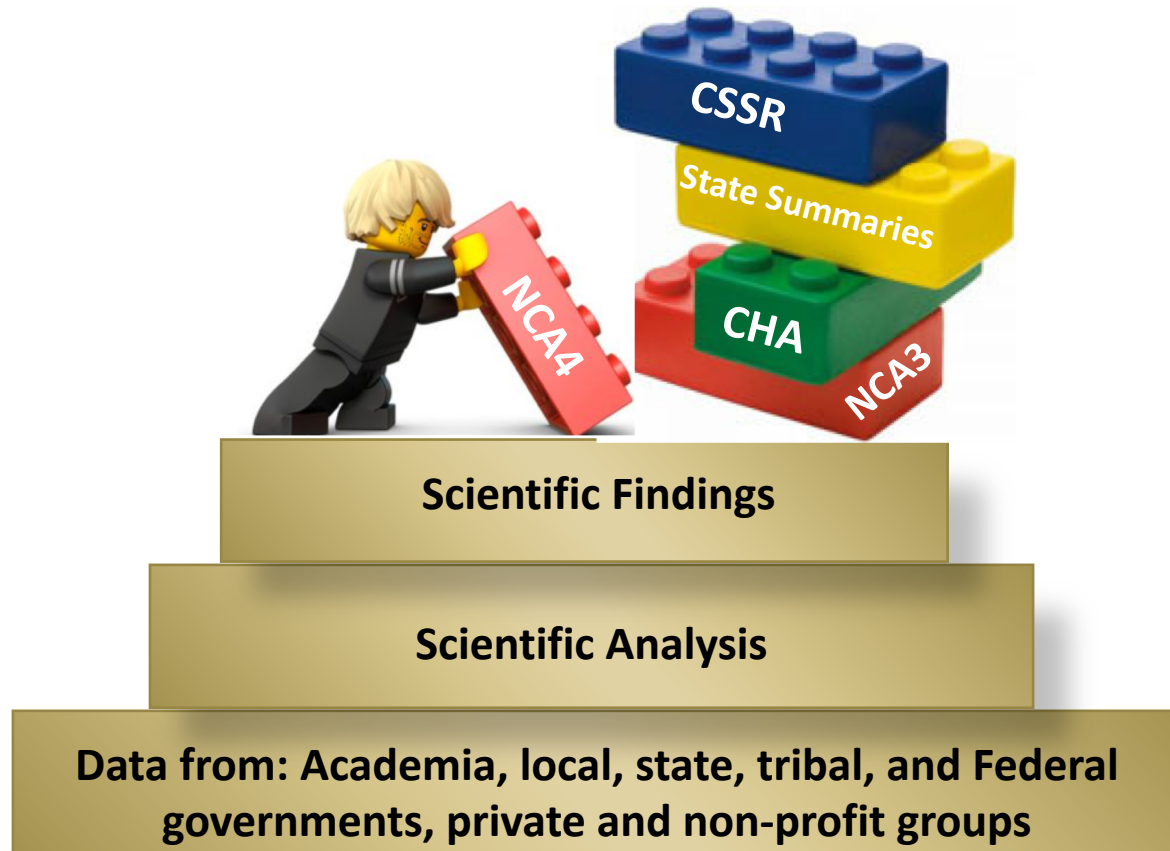 CSSR
State Summaries
CHA
NCA3
NCA4
Scientific Findings
Scientific Analysis
Data from: Academia, local, state, tribal, and Federal
governments, private and non-profit groups